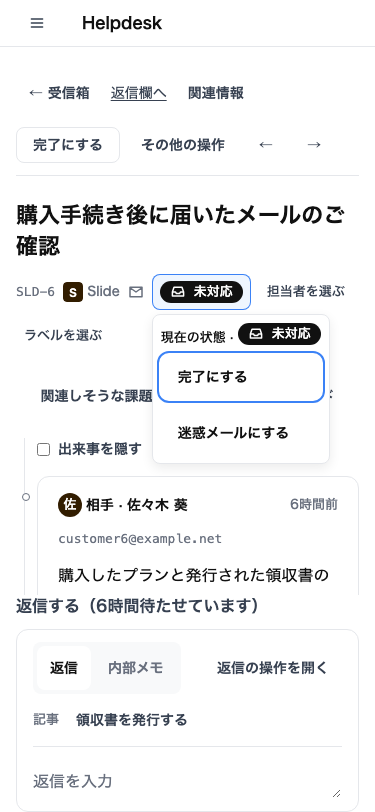 Helpdesk
← 受信箱 返信欄へ 関連情報
完了にする その他の操作 ← →
購入手続き後に届いたメールのご
確認
SLD-6 S Slide 未対応 担当者を選ぶ
ラベルを選ぶ
現在の状態 · 未対応
完了にする
迷惑メールにする
関連しそうな課題
出来事を隠す
佐 相手 · 佐々木 葵 6時間前
customer6@example.net
購入したプランと発行された領収書の
返信する（6時間待たせています）
返信 内部メモ 返信の操作を開く
記事 領収書を発行する
返信を入力